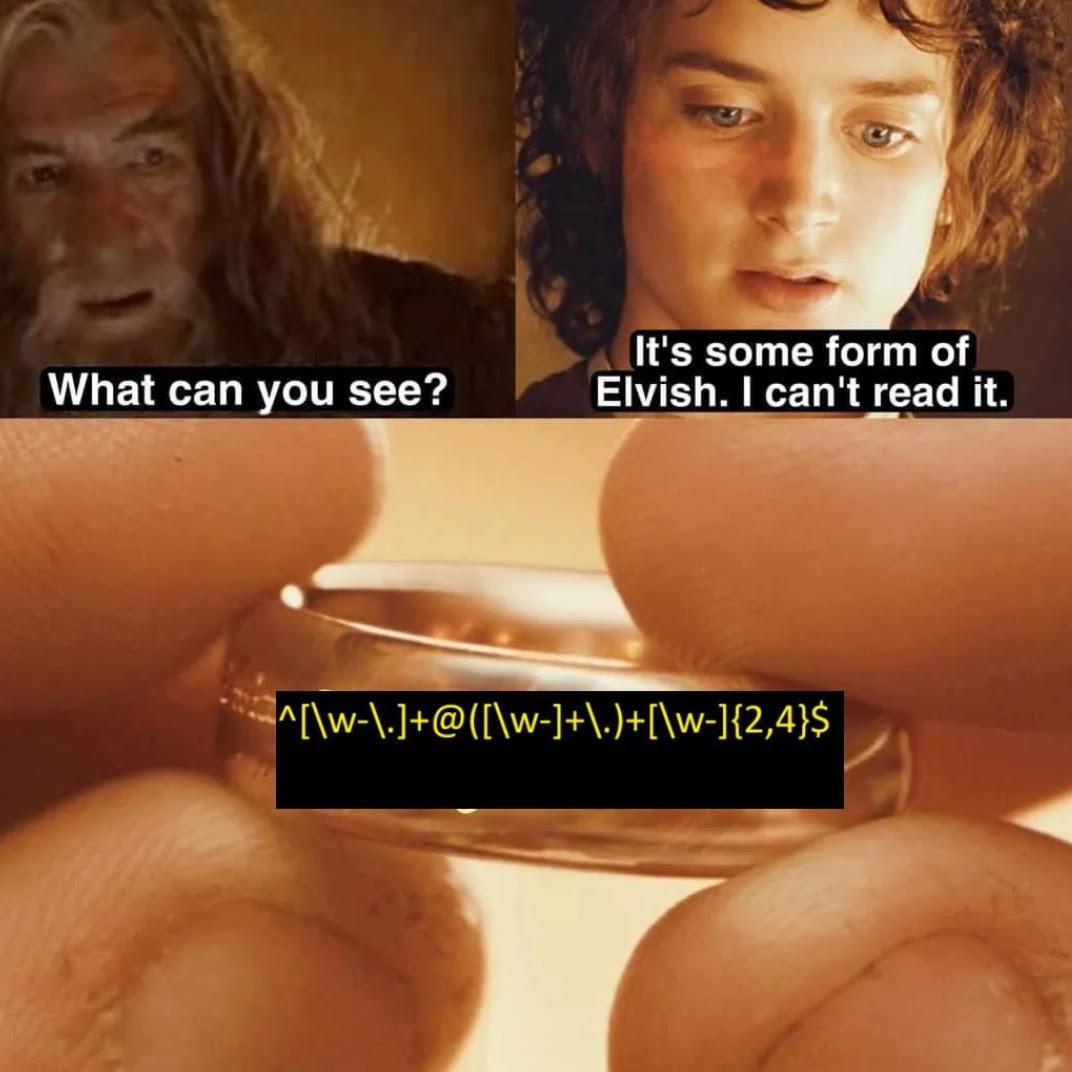 What can you see?
It's some form of
Elvish. I can't read it.
^[\w-\.]+@([\w-]+\.)+[\w-]{2,4}$